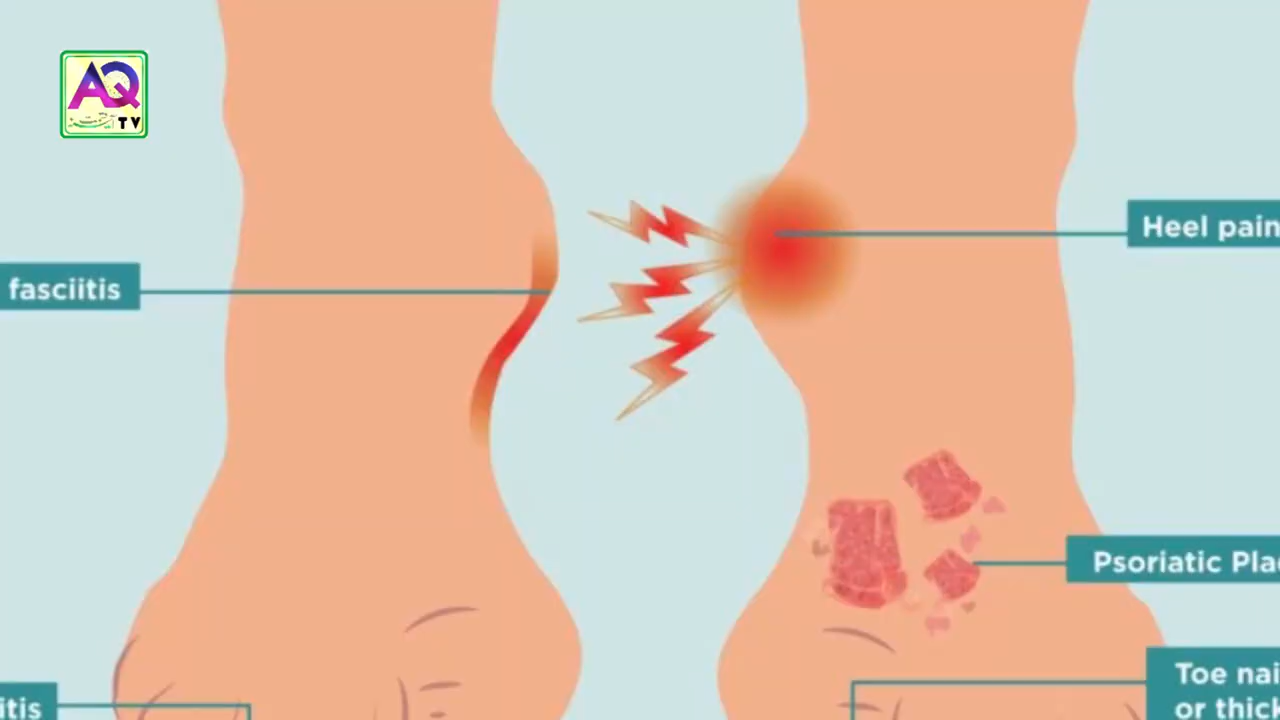 AQ
TV
Heel pain
fasciitis
Psoriatic Pla
Toe nai
or thick
itis